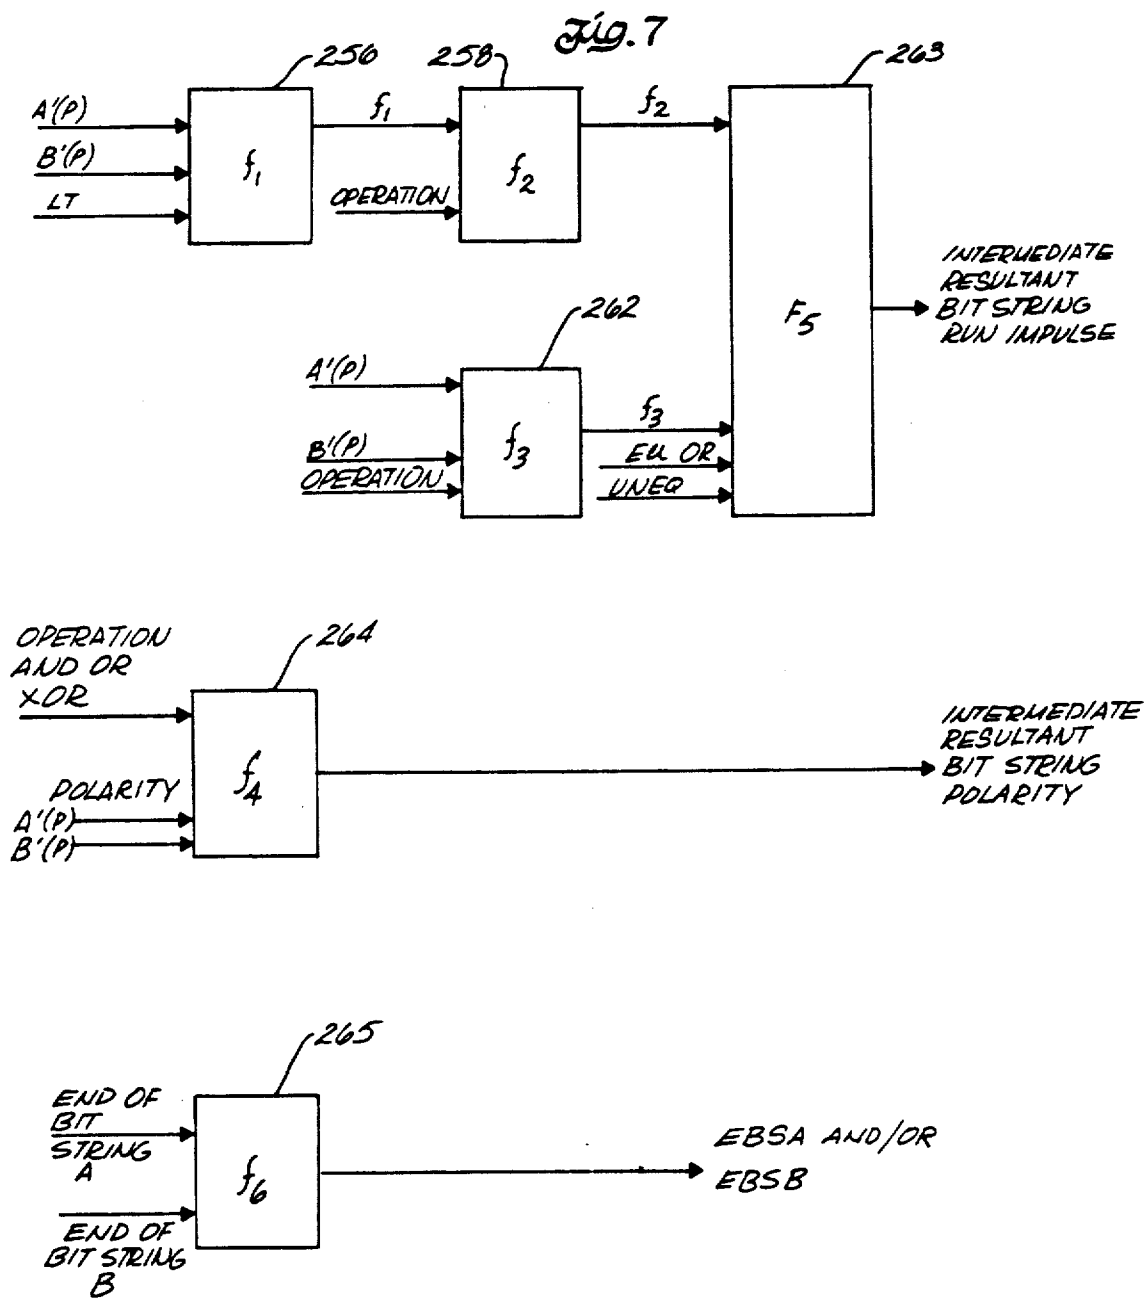 Fig. 7
256
258
263
A'(P)
B'(P)
LT
f1
f1
OPERATION
f2
f2
F5
INTERMEDIATE
RESULTANT
BIT STRING
RUN IMPULSE
262
A'(P)
B'(P)
OPERATION
f3
f3
EQ OR
UNEQ
264
OPERATION
AND OR
XOR
POLARITY
A'(P)
B'(P)
f4
INTERMEDIATE
RESULTANT
BIT STRING
POLARITY
265
END OF
BIT
STRING
A
END OF
BIT STRING
B
f6
EBSA AND/OR
EBSB